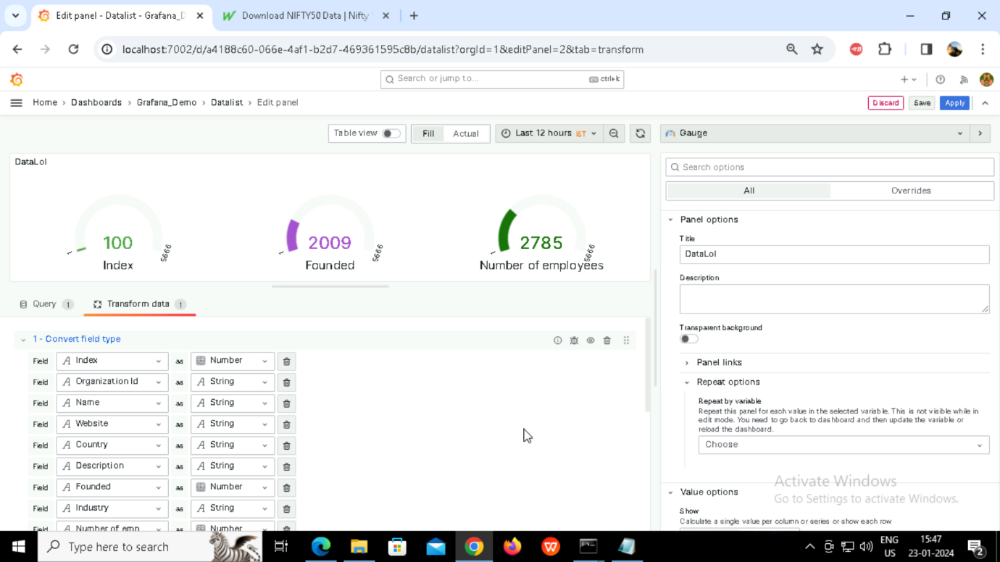 Edit panel - Datalist - Grafana_D
Download NIFTY50 Data | Nifty
localhost:7002/d/a4188c60-066e-4af1-b2d7-469361595c8b/datalist?orgId=1&editPanel=2&tab=transform
Search or jump to...
ctrl+k
Home › Dashboards › Grafana_Demo › Datalist › Edit panel
Discard
Save
Apply
Table view
Fill
Actual
Last 12 hours IST
Gauge
DataLol
Search options
All
Overrides
100
Index
1
9995
2009
Founded
1
9995
2785
Number of employees
1
9995
Panel options
Title
DataLol
Description
Transparent background
Panel links
Repeat options
Repeat by variable
Repeat this panel for each value in the selected variable. This is not visible while in
edit mode. You need to go back to dashboard and then update the variable or
reload the dashboard.
Choose
Value options
Show
Calculate a single value per column or series or show each row
Query 1
Transform data 1
1 - Convert field type
Field Index as Number
Field Organization Id as String
Field Name as String
Field Website as String
Field Country as String
Field Description as String
Field Founded as Number
Field Industry as String
Field Number of emp as Number
Activate Windows
Go to Settings to activate Windows.
Type here to search
ENG
US
15:47
23-01-2024
2